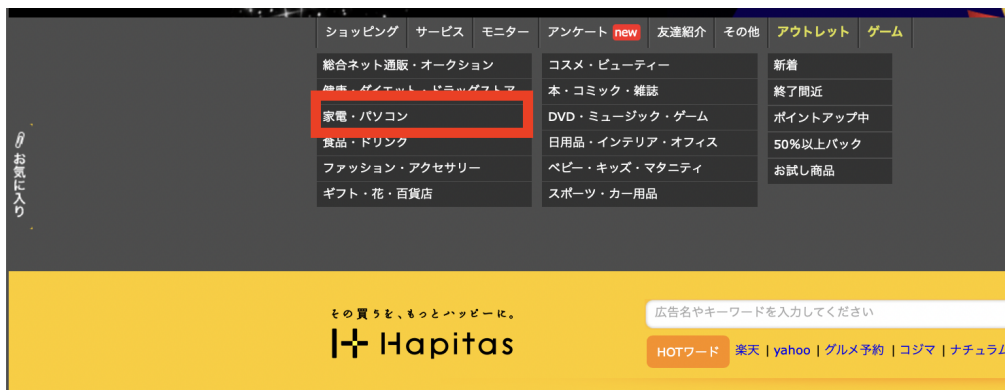 ショッピング サービス モニター アンケート new 友達紹介 その他 アウトレット ゲーム
総合ネット通販・オークション コスメ・ビューティー 新着
健康・ダイエット・ドラッグストア 本・コミック・雑誌 終了間近
家電・パソコン DVD・ミュージック・ゲーム ポイントアップ中
食品・ドリンク 日用品・インテリア・オフィス 50%以上バック
ファッション・アクセサリー ベビー・キッズ・マタニティ お試し商品
ギフト・花・百貨店 スポーツ・カー用品
お気に入り
その買うを、もっとハッピーに。
Hapitas
広告名やキーワードを入力してください
HOTワード 楽天 | yahoo | グルメ予約 | コジマ | ナチュラム